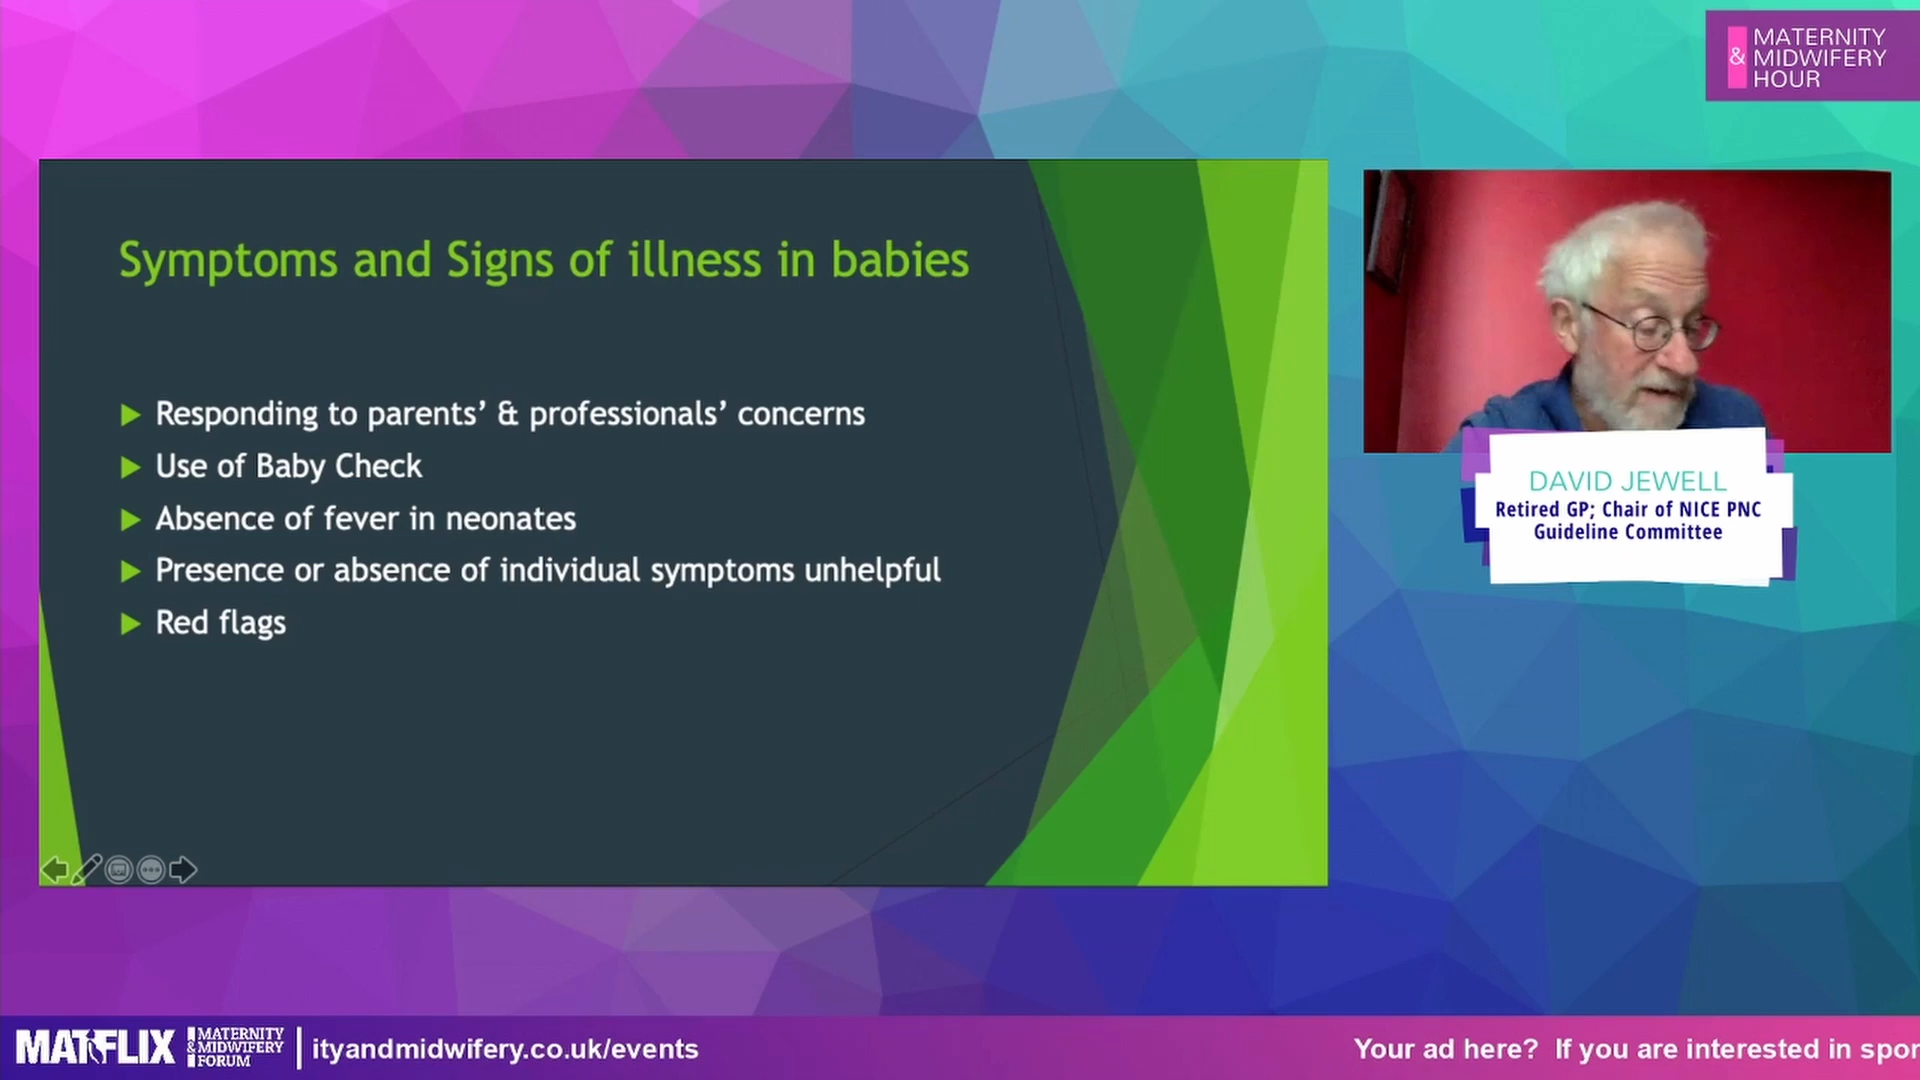 MATERNITY
& MIDWIFERY
HOUR
Symptoms and Signs of illness in babies
Responding to parents’ & professionals’ concerns
Use of Baby Check
Absence of fever in neonates
Presence or absence of individual symptoms unhelpful
Red flags
DAVID JEWELL
Retired GP; Chair of NICE PNC
Guideline Committee
MATFLIX
MATERNITY
& MIDWIFERY
FORUM
ityandmidwifery.co.uk/events
Your ad here? If you are interested in spor